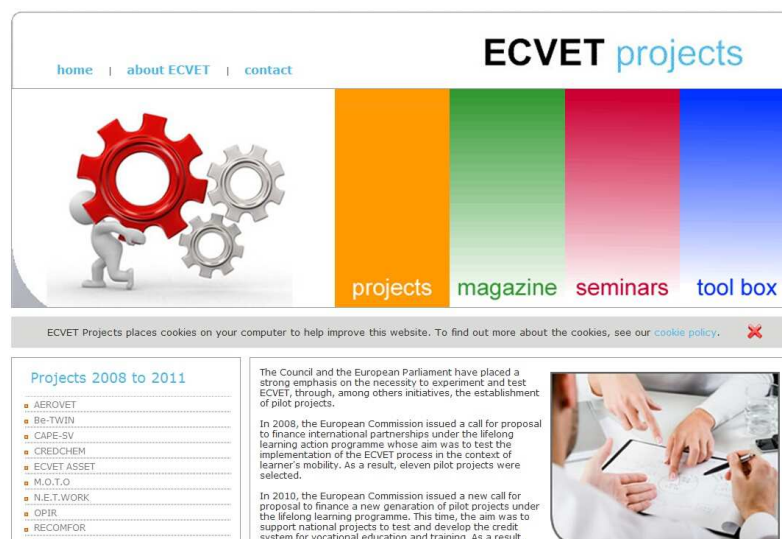 ECVET projects
home | about ECVET | contact
projects magazine seminars tool box
ECVET Projects places cookies on your computer to help improve this website. To find out more about the cookies, see our cookie policy.
Projects 2008 to 2011
AEROVET
Be-TWIN
CAPE-SV
CREDCHEM
ECVET ASSET
M.O.T.O
N.E.T.WORK
OPIR
RECOMFOR
The Council and the European Parliament have placed a
strong emphasis on the necessity to experiment and test
ECVET, through, among others initiatives, the establishment
of pilot projects.
In 2008, the European Commission issued a call for proposal
to finance international partnerships under the lifelong
learning action programme whose aim was to test the
implementation of the ECVET process in the context of
learner's mobility. As a result, eleven pilot projects were
selected.
In 2010, the European Commission issued a new call for
proposal to finance a new genaration of pilot projects under
the lifelong learning programme. This time, the aim was to
support national projects to test and develop the credit
system for vocational education and training. As a result